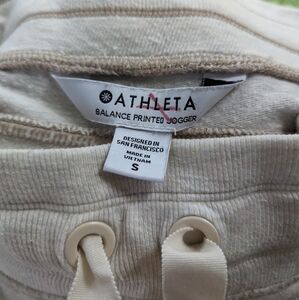 ATHLETA
BALANCE PRINTED JOGGER
DESIGNED IN
SAN FRANCISCO
MADE IN
VIETNAM
S